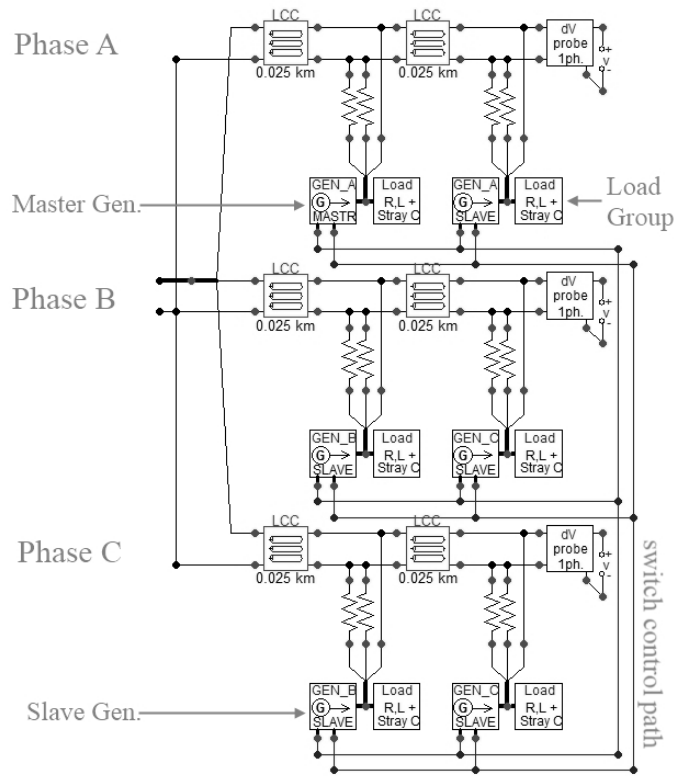 Phase A
LCC
LCC
0.025 km
0.025 km
dV
probe
1ph.
+
v
-
Master Gen.
GEN_A
G
MASTR
Load
R,L +
Stray C
GEN_A
G
SLAVE
Load
R,L +
Stray C
Load
Group
Phase B
LCC
LCC
0.025 km
0.025 km
dV
probe
1ph.
+
v
-
GEN_B
G
SLAVE
Load
R,L +
Stray C
GEN_C
G
SLAVE
Load
R,L +
Stray C
Phase C
LCC
LCC
0.025 km
0.025 km
dV
probe
1ph.
+
v
-
switch control path
Slave Gen.
GEN_B
G
SLAVE
Load
R,L +
Stray C
GEN_C
G
SLAVE
Load
R,L +
Stray C